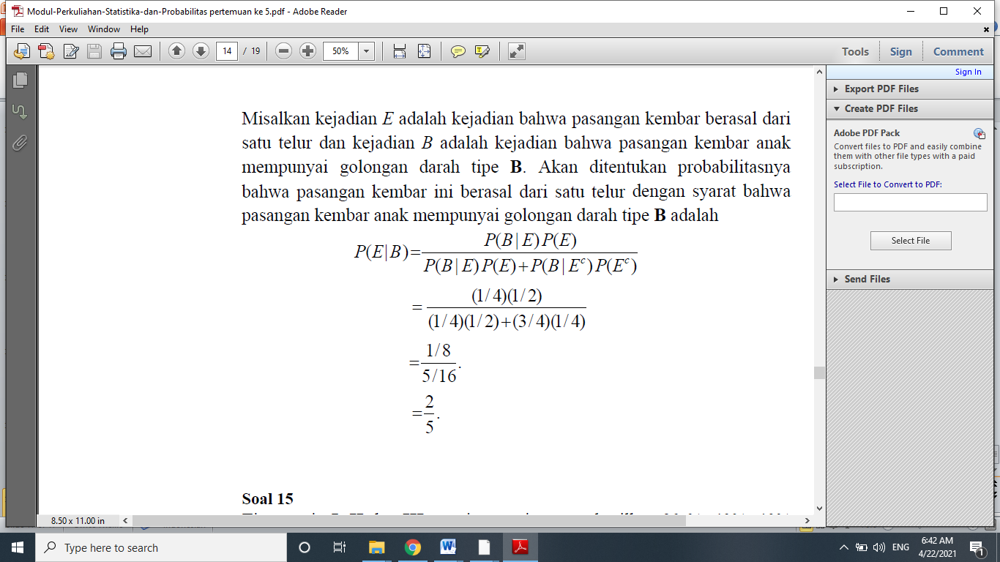 Modul-Perkuliahan-Statistika-dan-Probabilitas pertemuan ke 5.pdf - Adobe Reader
File Edit View Window Help
14 / 19 50% Tools Sign Comment
Sign In
Export PDF Files
Create PDF Files
Adobe PDF Pack
Convert files to PDF and easily combine
them with other file types with a paid
subscription.
Select File to Convert to PDF:
Select File
Send Files
Misalkan kejadian E adalah kejadian bahwa pasangan kembar berasal dari
satu telur dan kejadian B adalah kejadian bahwa pasangan kembar anak
mempunyai golongan darah tipe B. Akan ditentukan probabilitasnya
bahwa pasangan kembar ini berasal dari satu telur dengan syarat bahwa
pasangan kembar anak mempunyai golongan darah tipe B adalah
P(B | E) P(E)
P(E | B) =
P(B | E) P(E) + P(B | Eᶜ) P(Eᶜ)
(1/ 4)(1/ 2)
=
(1/ 4)(1/ 2) + (3/ 4)(1/ 4)
1/ 8
= .
5 /16
2
= .
5
Soal 15
8.50 x 11.00 in
Type here to search
ENG
6:42 AM
4/22/2021
1